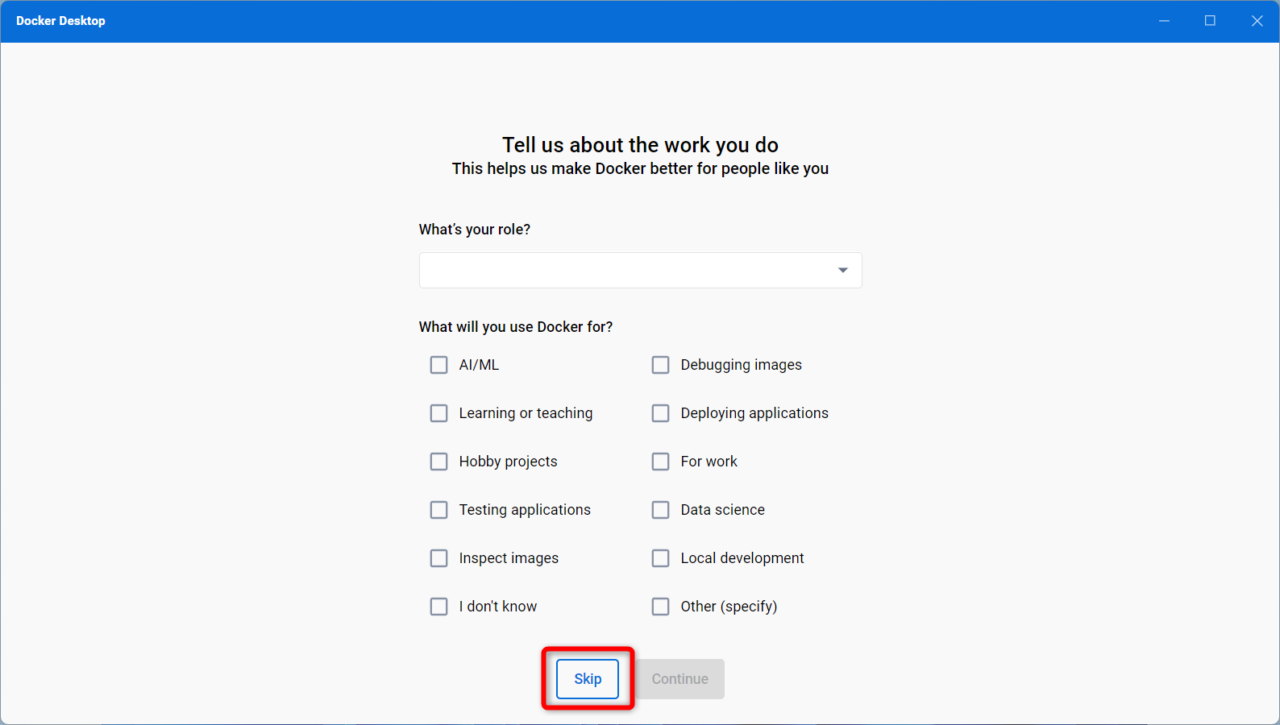 Docker Desktop
Tell us about the work you do
This helps us make Docker better for people like you
What's your role?
What will you use Docker for?
AI/ML
Debugging images
Learning or teaching
Deploying applications
Hobby projects
For work
Testing applications
Data science
Inspect images
Local development
I don't know
Other (specify)
Skip
Continue